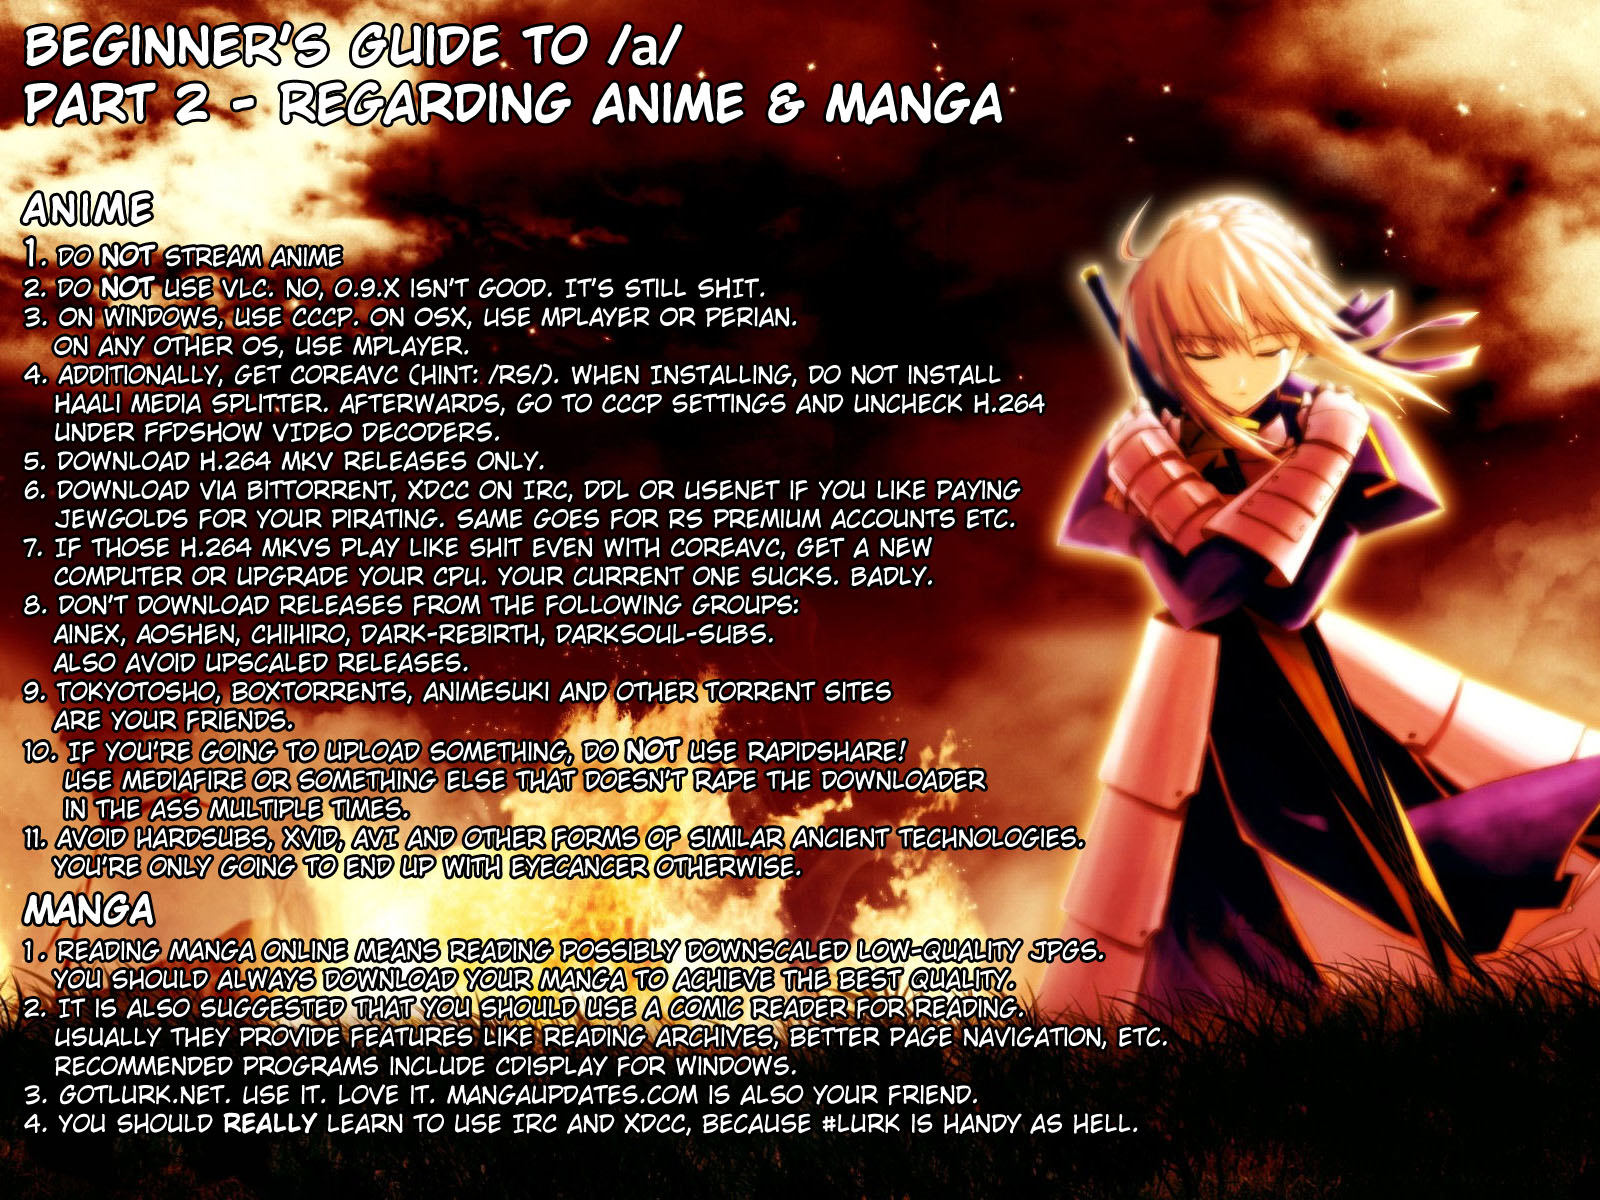 BEGINNER'S GUIDE TO /a/
PART 2 - REGARDING ANIME & MANGA
ANIME
1. DO NOT STREAM ANIME
2. DO NOT USE VLC. NO, 0.9.X ISN'T GOOD. IT'S STILL SHIT.
3. ON WINDOWS, USE CCCP. ON OSX, USE MPLAYER OR PERIAN.
ON ANY OTHER OS, USE MPLAYER.
4. ADDITIONALLY, GET COREAVC (HINT: /RS/). WHEN INSTALLING, DO NOT INSTALL
HAALI MEDIA SPLITTER. AFTERWARDS, GO TO CCCP SETTINGS AND UNCHECK H.264
UNDER FFDSHOW VIDEO DECODERS.
5. DOWNLOAD H.264 MKV RELEASES ONLY.
6. DOWNLOAD VIA BITTORRENT, XDCC ON IRC, DDL OR USENET IF YOU LIKE PAYING
JEWGOLDS FOR YOUR PIRATING. SAME GOES FOR RS PREMIUM ACCOUNTS ETC.
7. IF THOSE H.264 MKVS PLAY LIKE SHIT EVEN WITH COREAVC, GET A NEW
COMPUTER OR UPGRADE YOUR CPU. YOUR CURRENT ONE SUCKS. BADLY.
8. DON'T DOWNLOAD RELEASES FROM THE FOLLOWING GROUPS:
AINEX, AOSHEN, CHIHIRO, DARK-REBIRTH, DARKSOUL-SUBS.
ALSO AVOID UPSCALED RELEASES.
9. TOKYOTOSHO, BOXTORRENTS, ANIMESUKI AND OTHER TORRENT SITES
ARE YOUR FRIENDS.
10. IF YOU'RE GOING TO UPLOAD SOMETHING, DO NOT USE RAPIDSHARE!
USE MEDIAFIRE OR SOMETHING ELSE THAT DOESN'T RAPE THE DOWNLOADER
IN THE ASS MULTIPLE TIMES.
11. AVOID HARDSUBS, XVID, AVI AND OTHER FORMS OF SIMILAR ANCIENT TECHNOLOGIES.
YOU'RE ONLY GOING TO END UP WITH EYECANCER OTHERWISE.
MANGA
1. READING MANGA ONLINE MEANS READING POSSIBLY DOWNSCALED LOW-QUALITY JPGS.
YOU SHOULD ALWAYS DOWNLOAD YOUR MANGA TO ACHIEVE THE BEST QUALITY.
2. IT IS ALSO SUGGESTED THAT YOU SHOULD USE A COMIC READER FOR READING.
USUALLY THEY PROVIDE FEATURES LIKE READING ARCHIVES, BETTER PAGE NAVIGATION, ETC.
RECOMMENDED PROGRAMS INCLUDE CDISPLAY FOR WINDOWS.
3. GOTLURK.NET. USE IT. LOVE IT. MANGAUPDATES.COM IS ALSO YOUR FRIEND.
4. YOU SHOULD REALLY LEARN TO USE IRC AND XDCC, BECAUSE #LURK IS HANDY AS HELL.